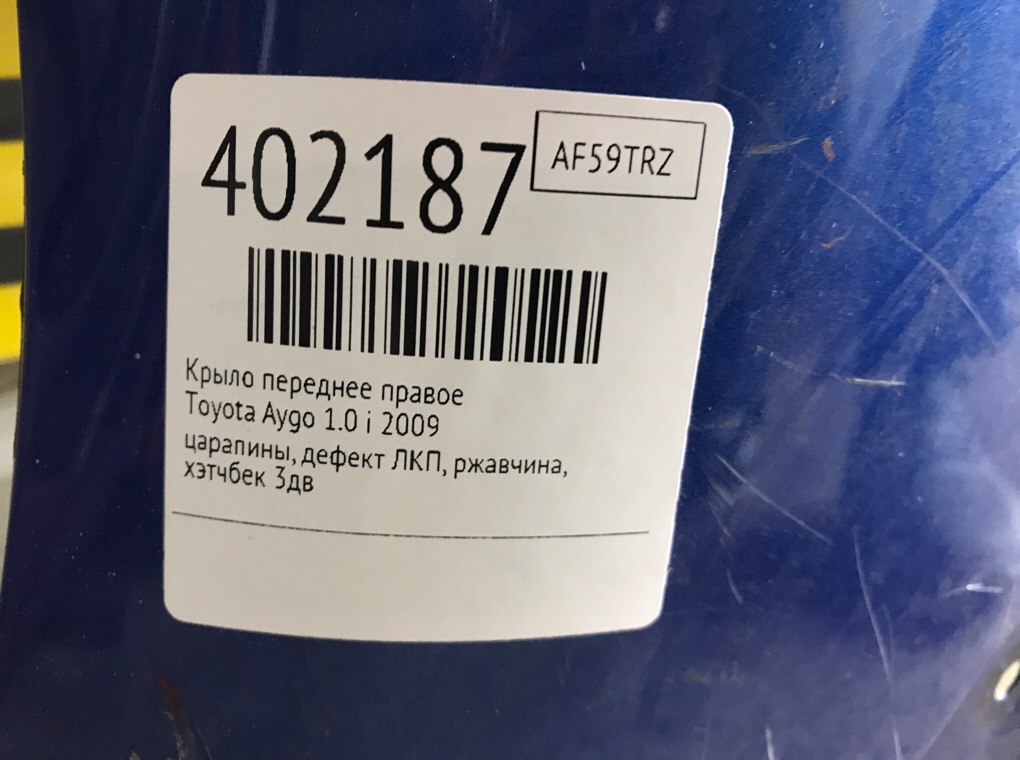 402187
AF59TRZ
Крыло переднее правое
Toyota Aygo 1.0 i 2009
царапины, дефект ЛКП, ржавчина,
хэтчбек 3дв